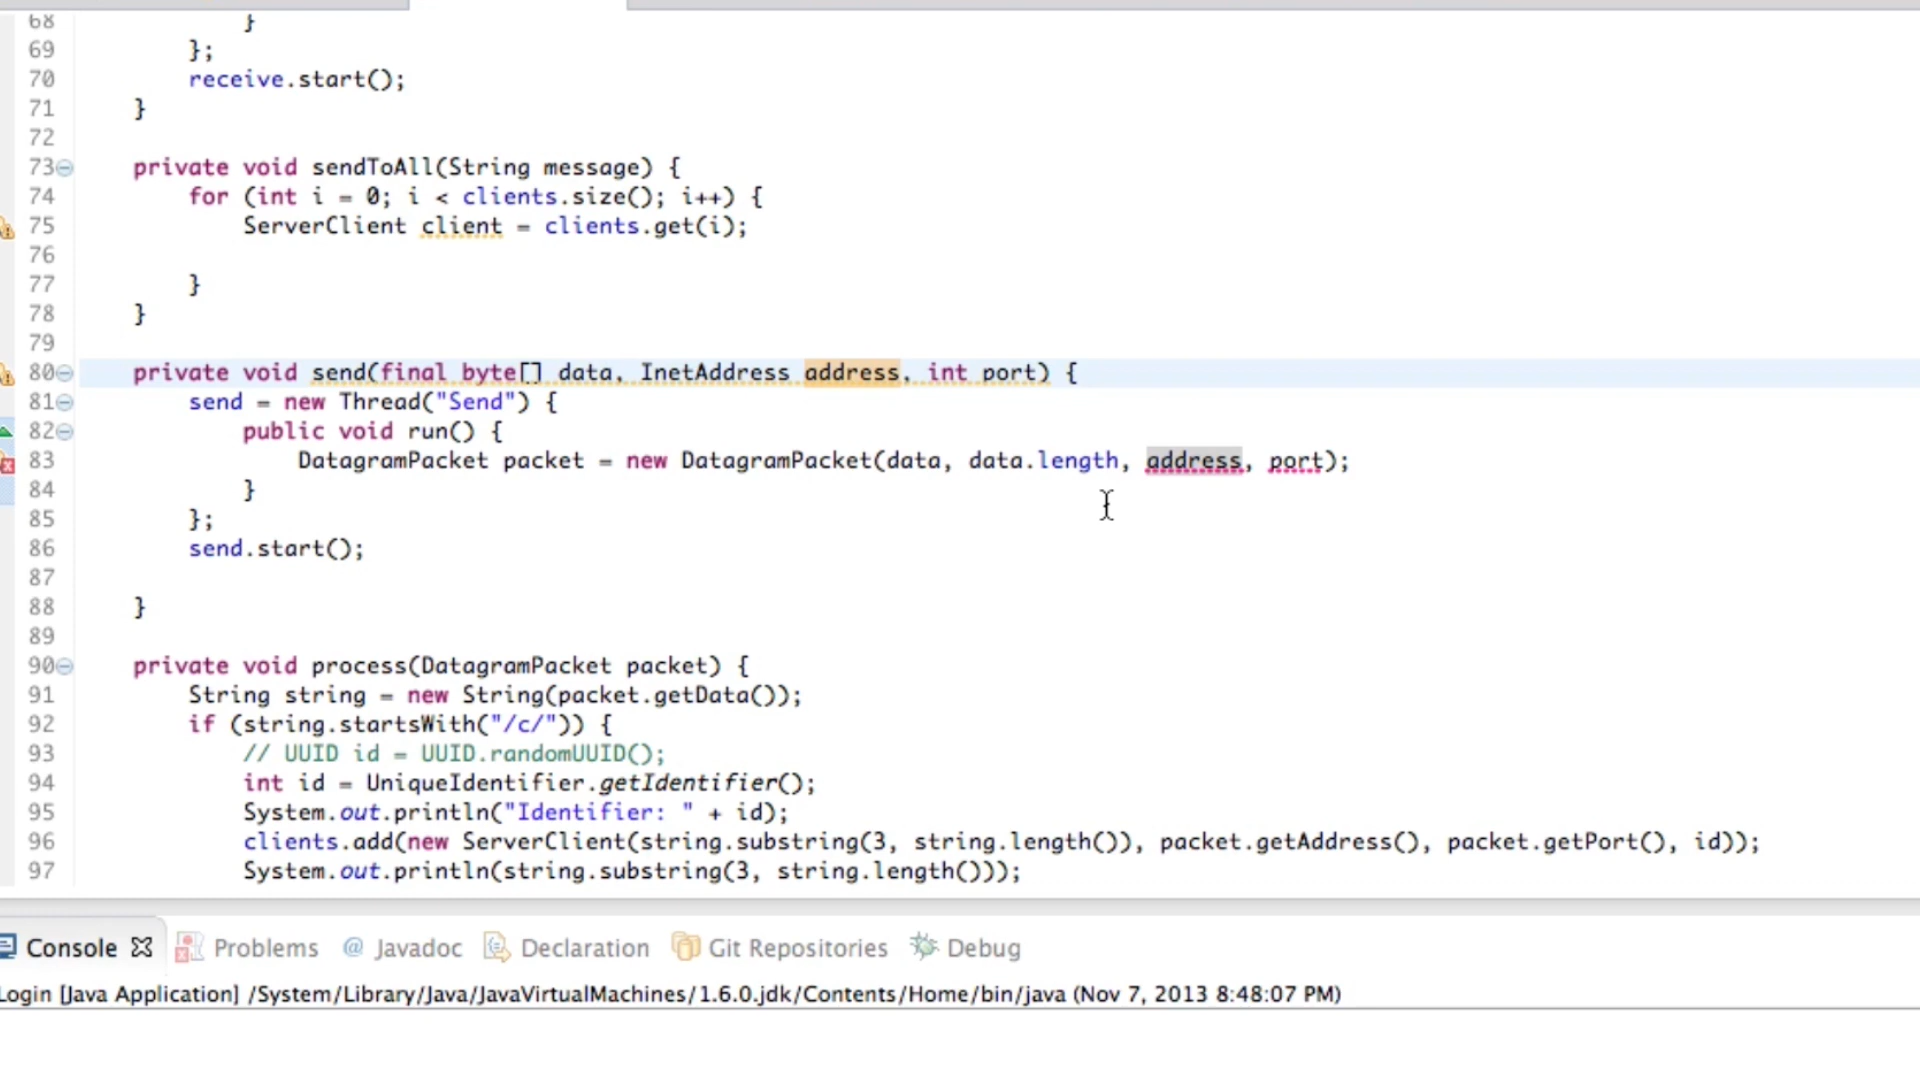 68 }
69 };
70 receive.start();
71 }
72
73 private void sendToAll(String message) {
74 for (int i = 0; i < clients.size(); i++) {
75 ServerClient client = clients.get(i);
76
77 }
78 }
79
80 private void send(final byte[] data, InetAddress address, int port) {
81 send = new Thread("Send") {
82 public void run() {
83 DatagramPacket packet = new DatagramPacket(data, data.length, address, port);
84 }
85 };
86 send.start();
87
88 }
89
90 private void process(DatagramPacket packet) {
91 String string = new String(packet.getData());
92 if (string.startsWith("/c/")) {
93 // UUID id = UUID.randomUUID();
94 int id = UniqueIdentifier.getIdentifier();
95 System.out.println("Identifier: " + id);
96 clients.add(new ServerClient(string.substring(3, string.length()), packet.getAddress(), packet.getPort(), id));
97 System.out.println(string.substring(3, string.length()));
Console Problems @ Javadoc Declaration Git Repositories Debug
Login [Java Application] /System/Library/Java/JavaVirtualMachines/1.6.0.jdk/Contents/Home/bin/java (Nov 7, 2013 8:48:07 PM)